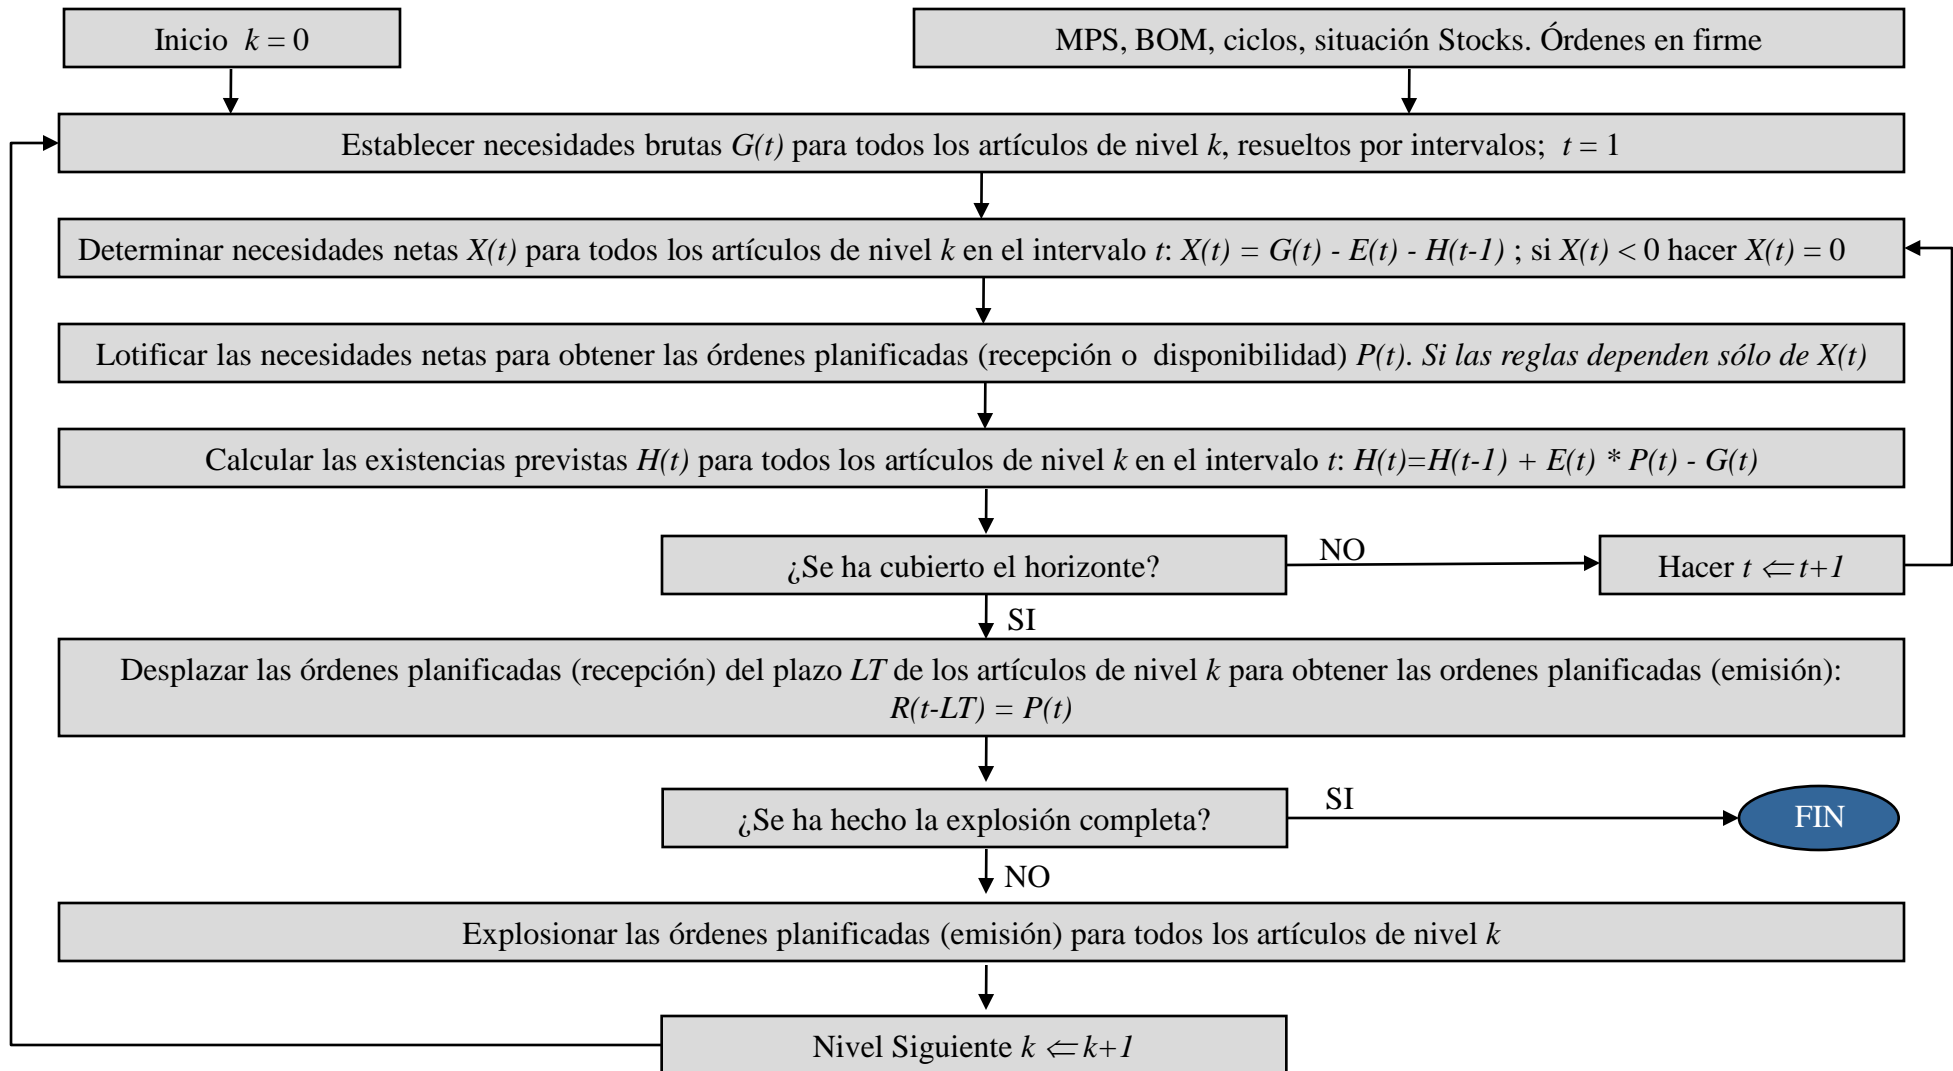 Inicio k = 0
MPS, BOM, ciclos, situación Stocks. Órdenes en firme
Establecer necesidades brutas G(t) para todos los artículos de nivel k, resueltos por intervalos; t = 1
Determinar necesidades netas X(t) para todos los artículos de nivel k en el intervalo t: X(t) = G(t) - E(t) - H(t-1) ; si X(t) < 0 hacer X(t) = 0
Lotificar las necesidades netas para obtener las órdenes planificadas (recepción o disponibilidad) P(t). Si las reglas dependen sólo de X(t)
Calcular las existencias previstas H(t) para todos los artículos de nivel k en el intervalo t: H(t)=H(t-1) + E(t) * P(t) - G(t)
¿Se ha cubierto el horizonte?
NO
Hacer t ⇐ t+1
SI
Desplazar las órdenes planificadas (recepción) del plazo LT de los artículos de nivel k para obtener las ordenes planificadas (emisión):
R(t-LT) = P(t)
¿Se ha hecho la explosión completa?
SI
FIN
NO
Explosionar las órdenes planificadas (emisión) para todos los artículos de nivel k
Nivel Siguiente k ⇐ k+1